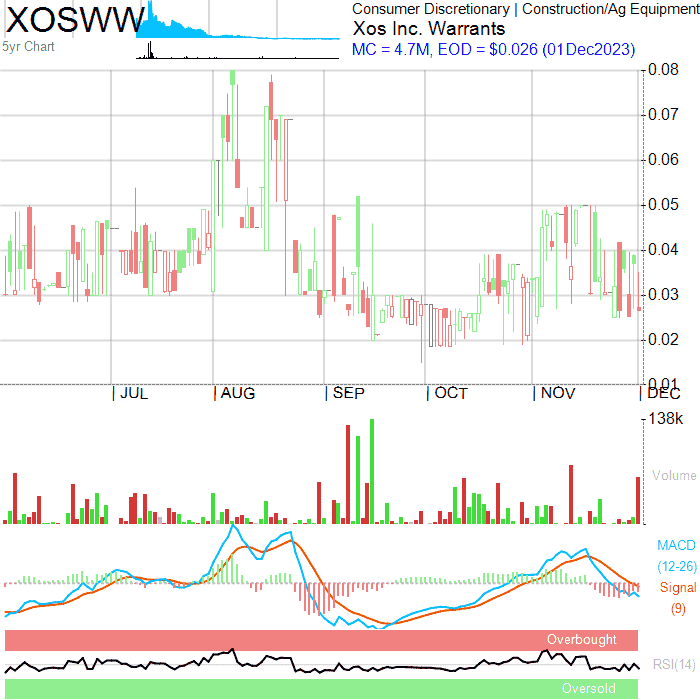 XOSWW
Consumer Discretionary | Construction/Ag Equipment
5yr Chart
Xos Inc. Warrants
MC = 4.7M, EOD = $0.026 (01Dec2023)
0.08
0.07
0.06
0.05
0.04
0.03
0.02
0.01
| JUL | AUG | SEP | OCT | NOV | DEC
138k
Volume
MACD
(12-26)
Signal
(9)
Overbought
RSI(14)
Oversold